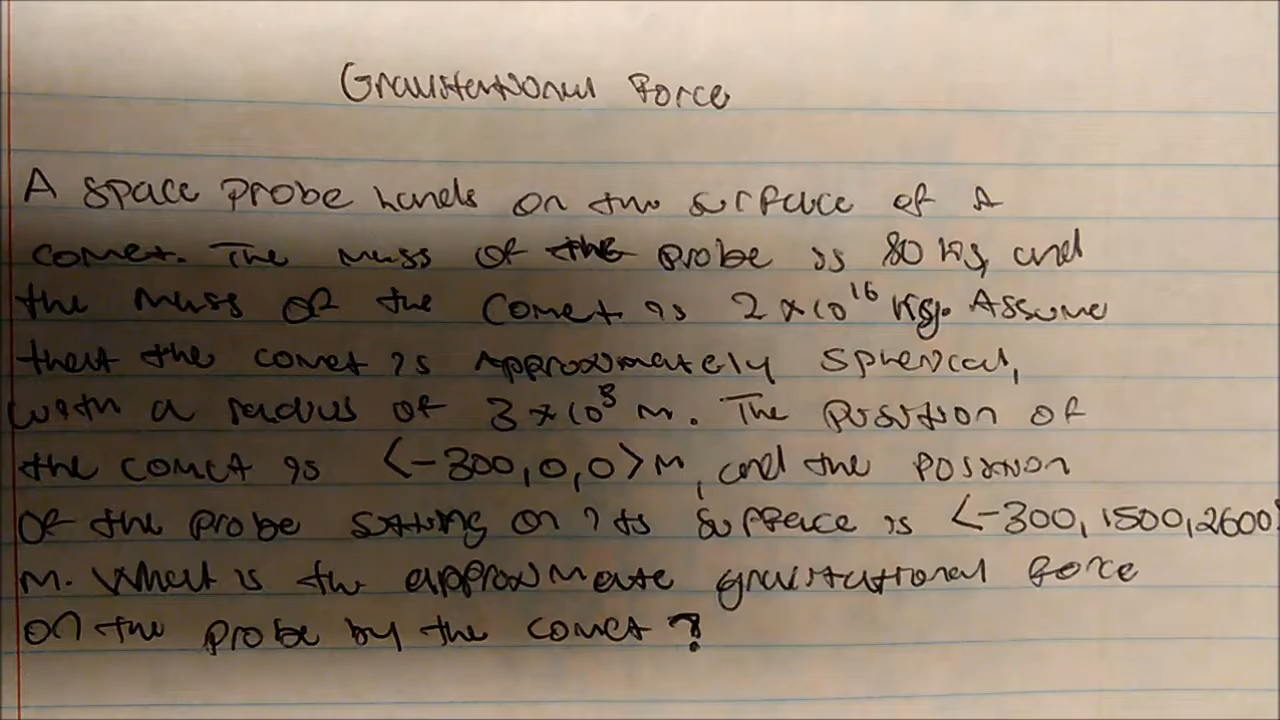 Gravitational Force
A space probe lands on the surface of a
comet. The mass of the probe is 80 kg, and
the mass of the comet is 2 × 10^16 kg. Assume
that the comet is approximately spherical,
with a radius of 3 × 10^3 m. The position of
the comet is <-300, 0, 0> m, and the position
of the probe sitting on its surface is <-300, 1500, 2600>
m. What is the approximate gravitational force
on the probe by the comet?